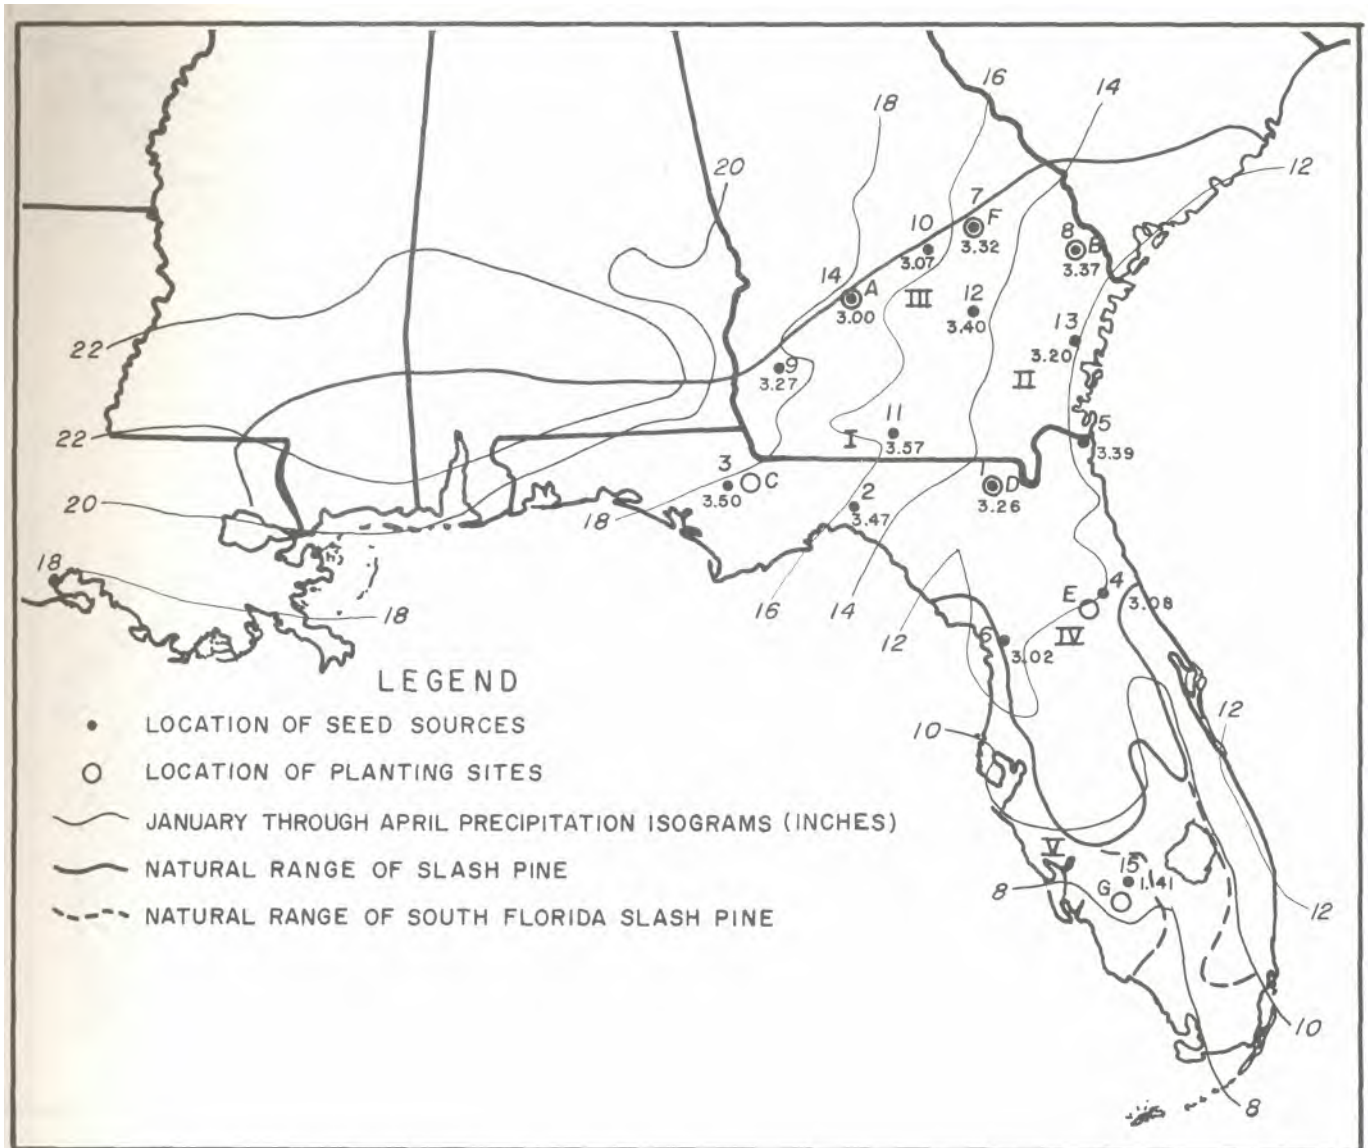 16
14
18
20
12
7
F
3.32
10
3.07
8
B
3.37
14
A
3.00
III
12
3.40
13
3.20
22
9
3.27
II
22
11
3.57
I
5
3.39
3
C
3.50
1
D
3.26
2
3.47
20
18
18
18
16
14
12
E
4
3.08
IV
6
3.02
LEGEND
LOCATION OF SEED SOURCES
LOCATION OF PLANTING SITES
JANUARY THROUGH APRIL PRECIPITATION ISOGRAMS (INCHES)
NATURAL RANGE OF SLASH PINE
NATURAL RANGE OF SOUTH FLORIDA SLASH PINE
12
10
V
15
1.41
G
8
12
10
8